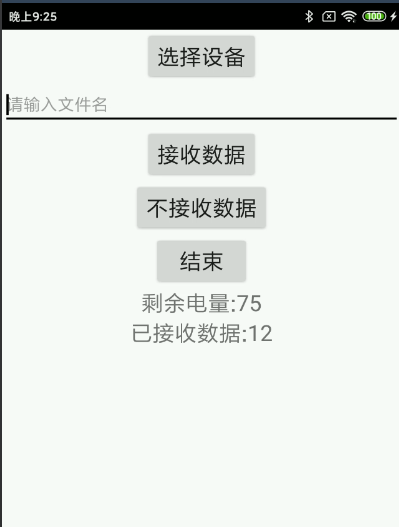 晚上9:25 100
选择设备
请输入文件名
接收数据
不接收数据
结束
剩余电量:75
已接收数据:12